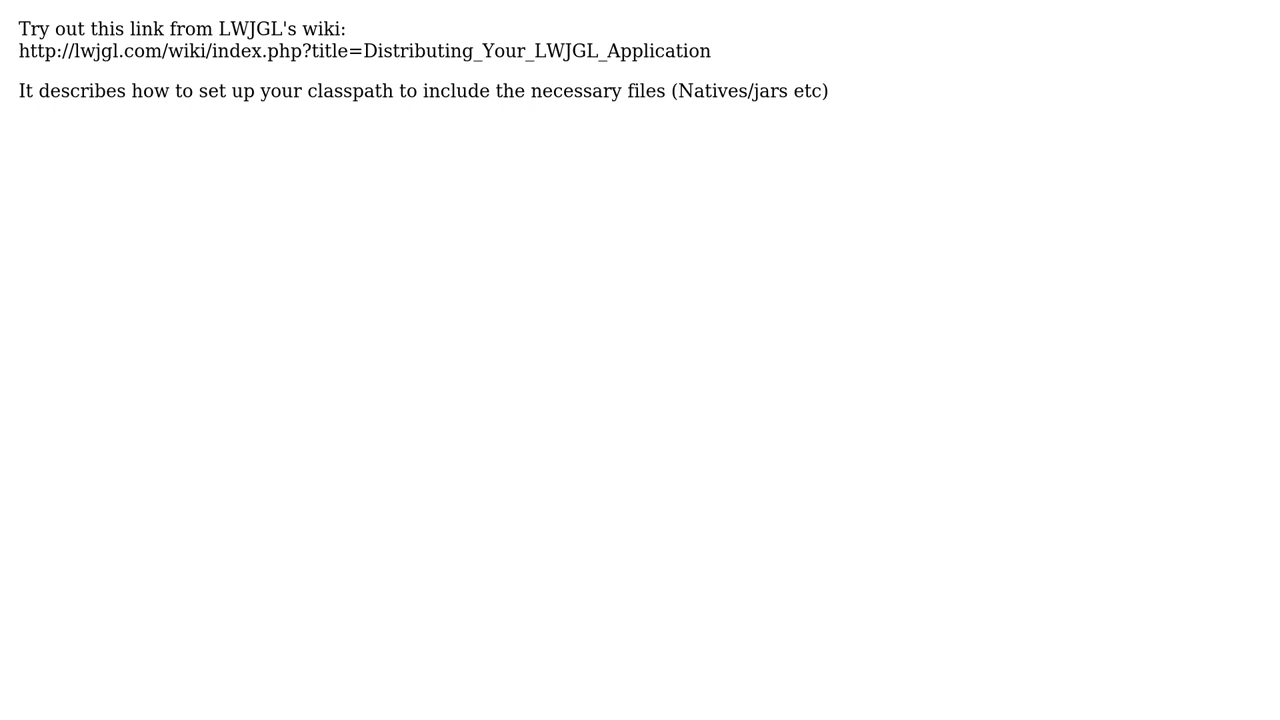 Try out this link from LWJGL's wiki:
http://lwjgl.com/wiki/index.php?title=Distributing_Your_LWJGL_Application
It describes how to set up your classpath to include the necessary files (Natives/jars etc)